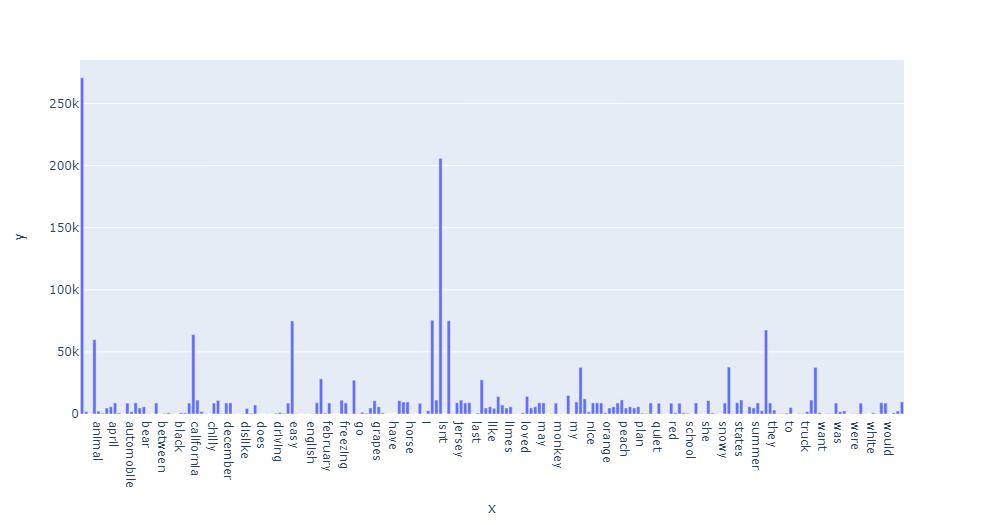 250k
200k
150k
100k
50k
0
y
animal
april
automobile
bear
between
black
california
chilly
december
dislike
does
driving
easy
english
february
freezing
go
grapes
have
horse
I
isnt
jersey
last
like
limes
loved
may
monkey
my
nice
orange
peach
plan
quiet
red
school
she
snowy
states
summer
they
to
truck
want
was
were
white
would
x